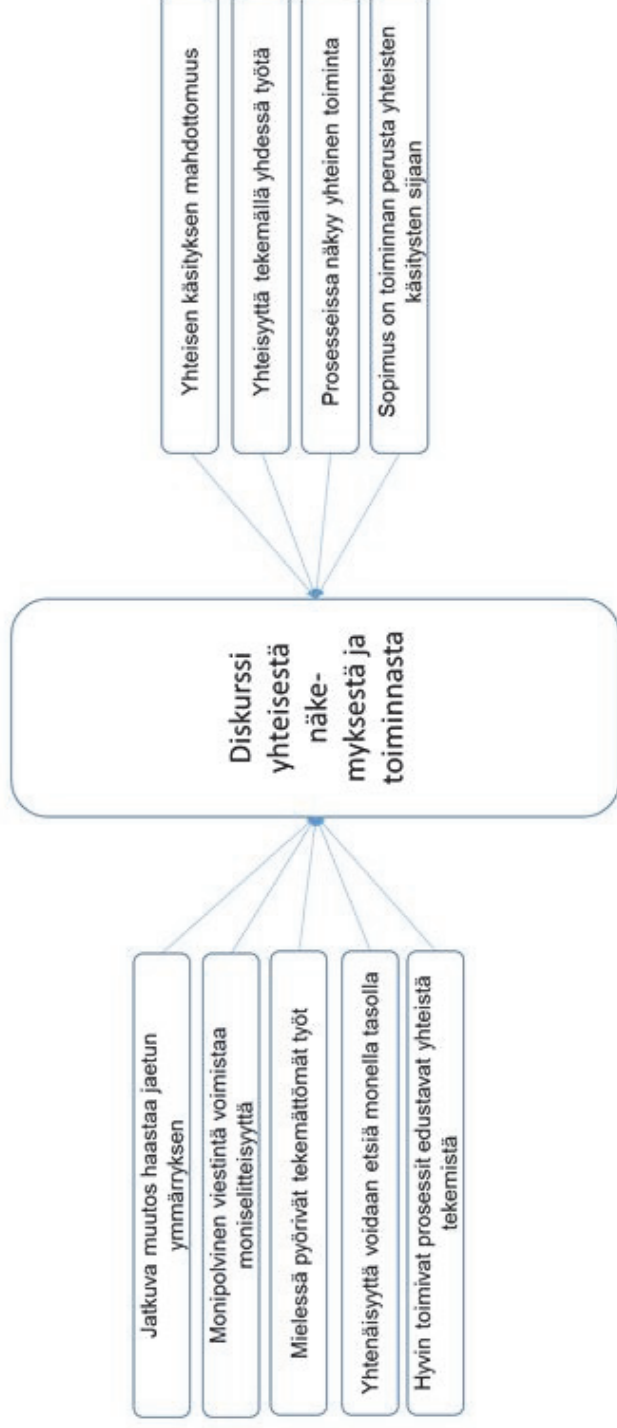 Jatkuva muutos haastaa jaetun
ymmärryksen
Monipolvinen viestintä voimistaa
moniselitteisyyttä
Mielessä pyörivät tekemättömät työt
Yhtenäisyyttä voidaan etsiä monella tasolla
Hyvin toimivat prosessit edustavat yhteistä
tekemistä
Diskurssi
yhteisestä
näke-
myksestä ja
toiminnasta
Yhteisen käsityksen mahdottomuus
Yhteisyyttä tekemällä yhdessä työtä
Prosesseissa näkyy yhteinen toiminta
Sopimus on toiminnan perusta yhteisten
käsitysten sijaan